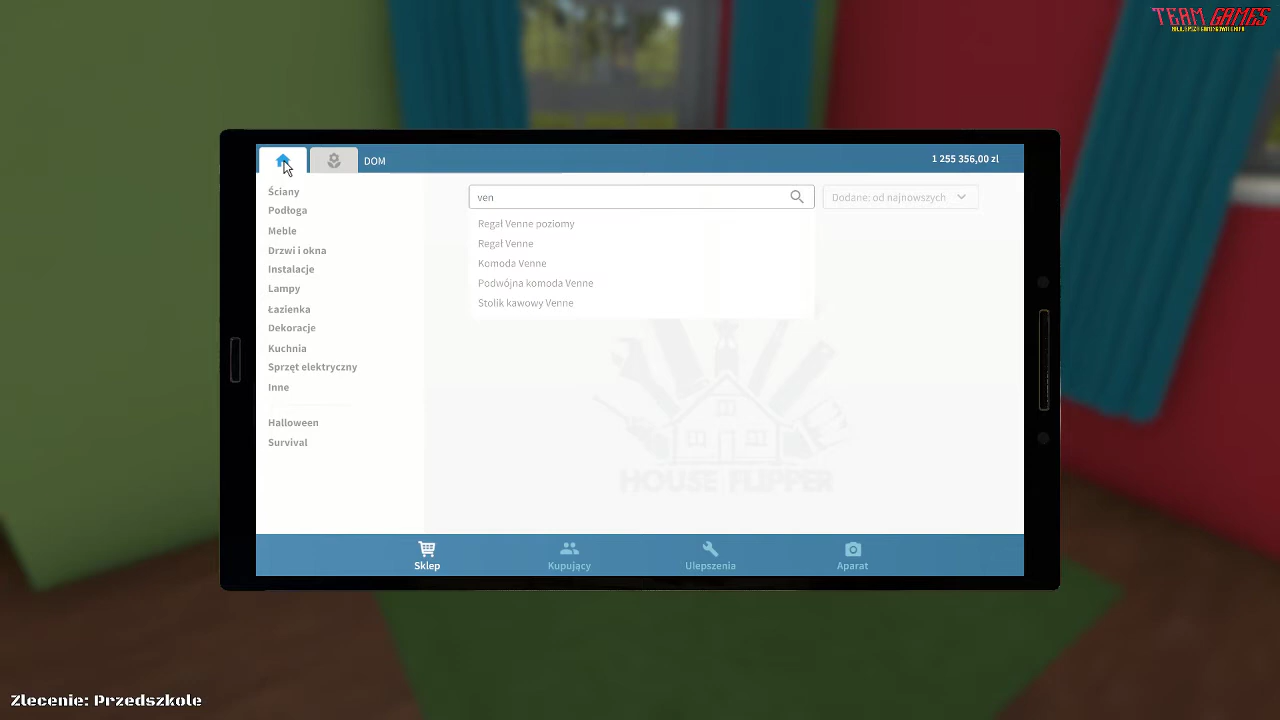 TEAM GAMES
DOM
1 255 356,00 zl
Ściany
Podłoga
Meble
Drzwi i okna
Instalacje
Lampy
Łazienka
Dekoracje
Kuchnia
Sprzęt elektryczny
Inne
Halloween
Survival
ven
Dodane: od najnowszych
Regał Venne poziomy
Regał Venne
Komoda Venne
Podwójna komoda Venne
Stolik kawowy Venne
HOUSE FLIPPER
Sklep
Kupujący
Ulepszenia
Aparat
Zlecenie: Przedszkole